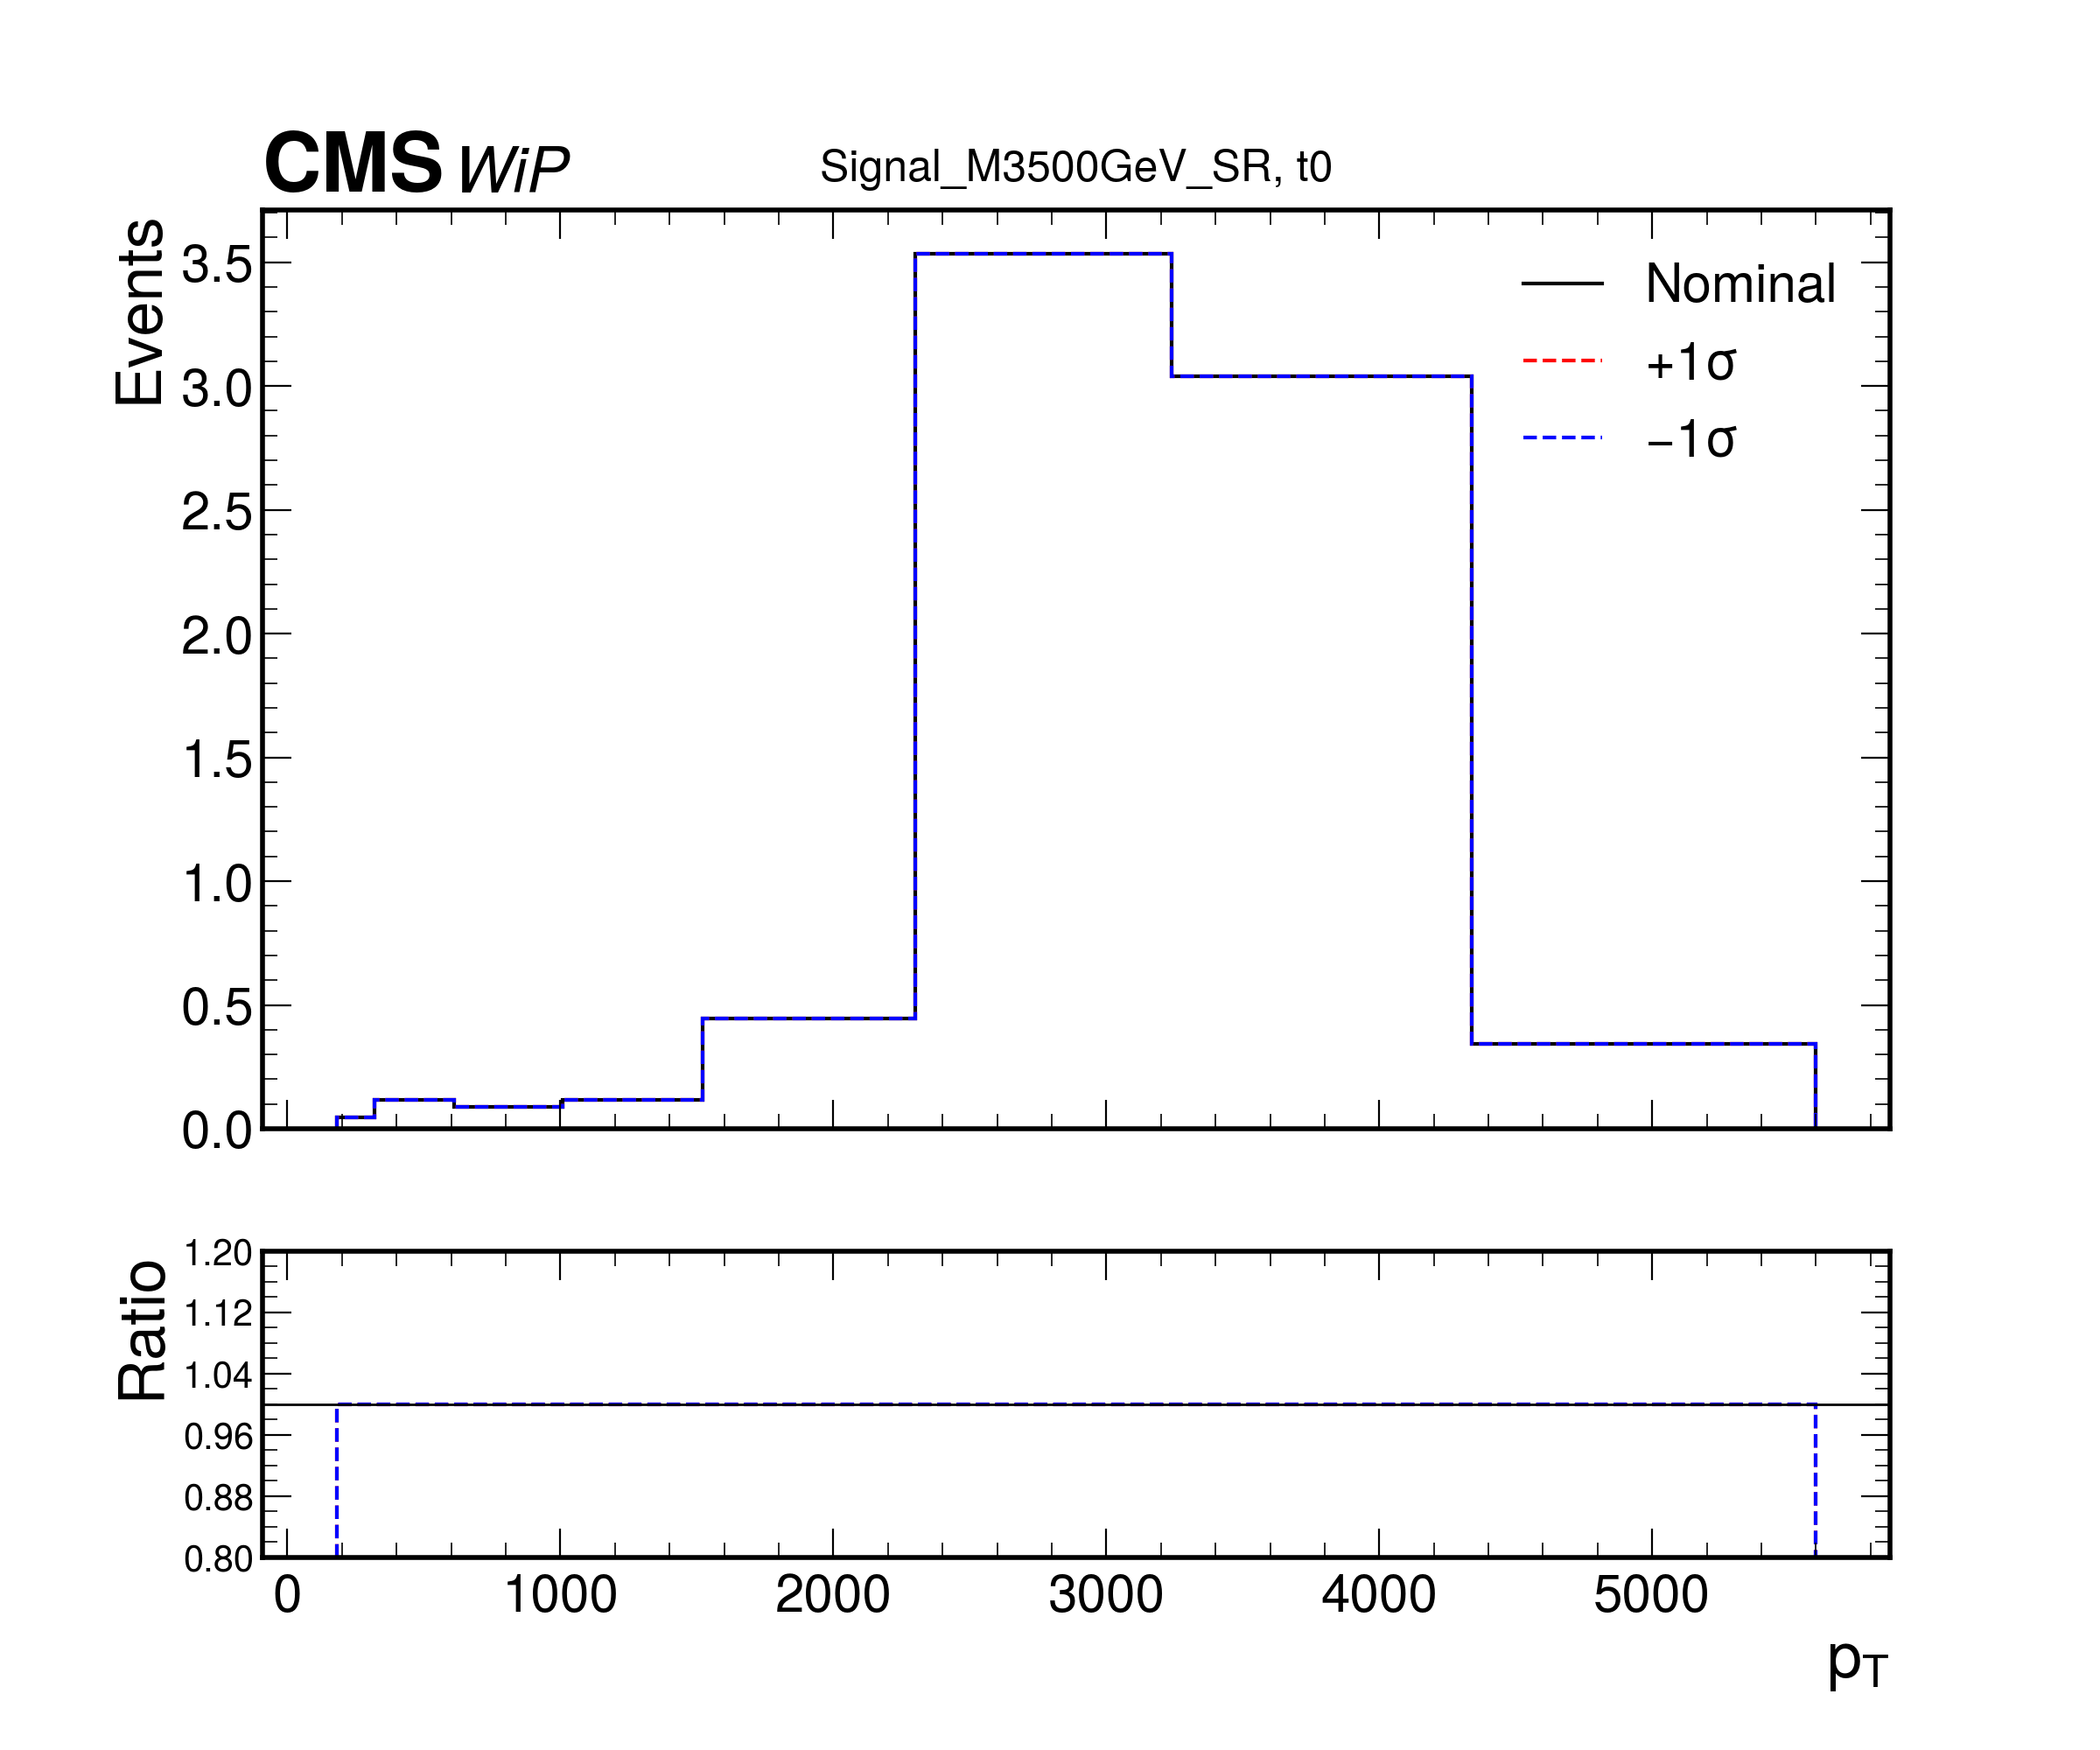 CMS WiP Signal_M3500GeV_SR, t0
Events
3.5
3.0
2.5
2.0
1.5
1.0
0.5
0.0
Nominal
+1σ
−1σ
Ratio
1.20
1.12
1.04
0.96
0.88
0.80
0 1000 2000 3000 4000 5000
pT